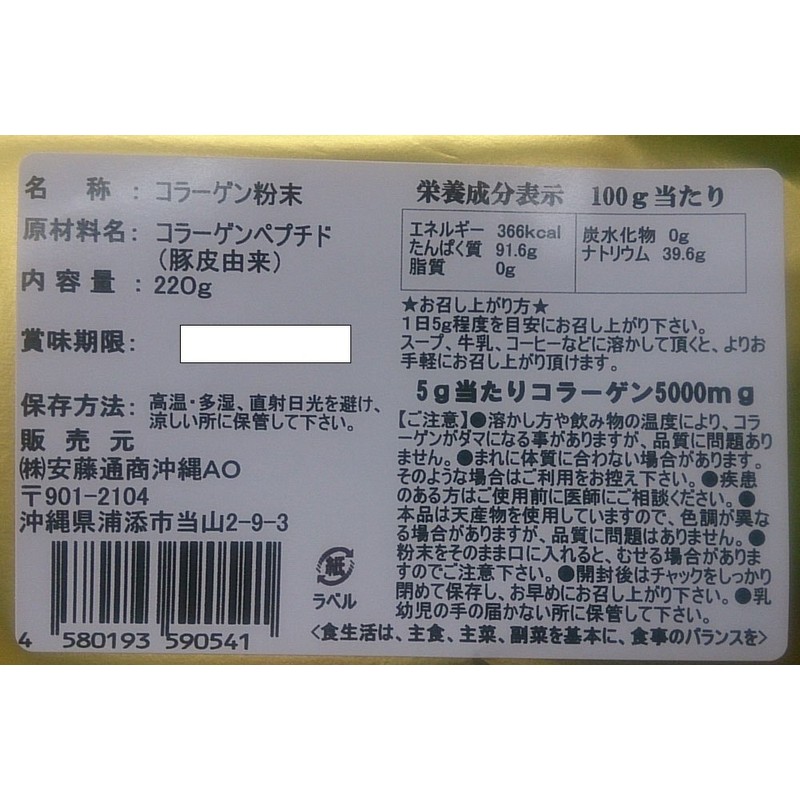 名 称 : コラーゲン粉末
原材料名: コラーゲンペプチド
（豚皮由来）
内容量 : 220g
賞味期限:
保存方法: 高温・多湿、直射日光を避け、
涼しい所に保管して下さい。
販売元
㈱安藤通商沖縄AO
〒901-2104
沖縄県浦添市当山2-9-3
4 580193 590541
紙
ラベル
栄養成分表示 100g当たり
エネルギー 366kcal
たんぱく質 91.6g
脂質 0g
炭水化物 0g
ナトリウム 39.6g
★お召し上がり方★
1日5g程度を目安にお召し上がり下さい。
スープ、牛乳、コーヒーなどに溶かして頂くと、よりお
手軽にお召し上がり頂けます。
5g当たりコラーゲン5000mg
【ご注意】●溶かし方や飲み物の温度により、コラ
ーゲンがダマになる事がありますが、品質に問題あり
ません。●まれに体質に合わない場合があります。
そのような場合はご利用をお控え下さい。●疾患
のある方はご使用前に医師にご相談ください。●
本品は天産物を使用していますので、色調が異な
る場合がありますが、品質に問題はありません。●
粉末をそのまま口に入れると、むせる場合がありま
すのでご注意下さい。●開封後はチャックをしっかり
閉めて保存し、お早めにお召し上がり下さい。●乳
幼児の手の届かない所に保管して下さい。
<食生活は、主食、主菜、副菜を基本に、食事のバランスを>